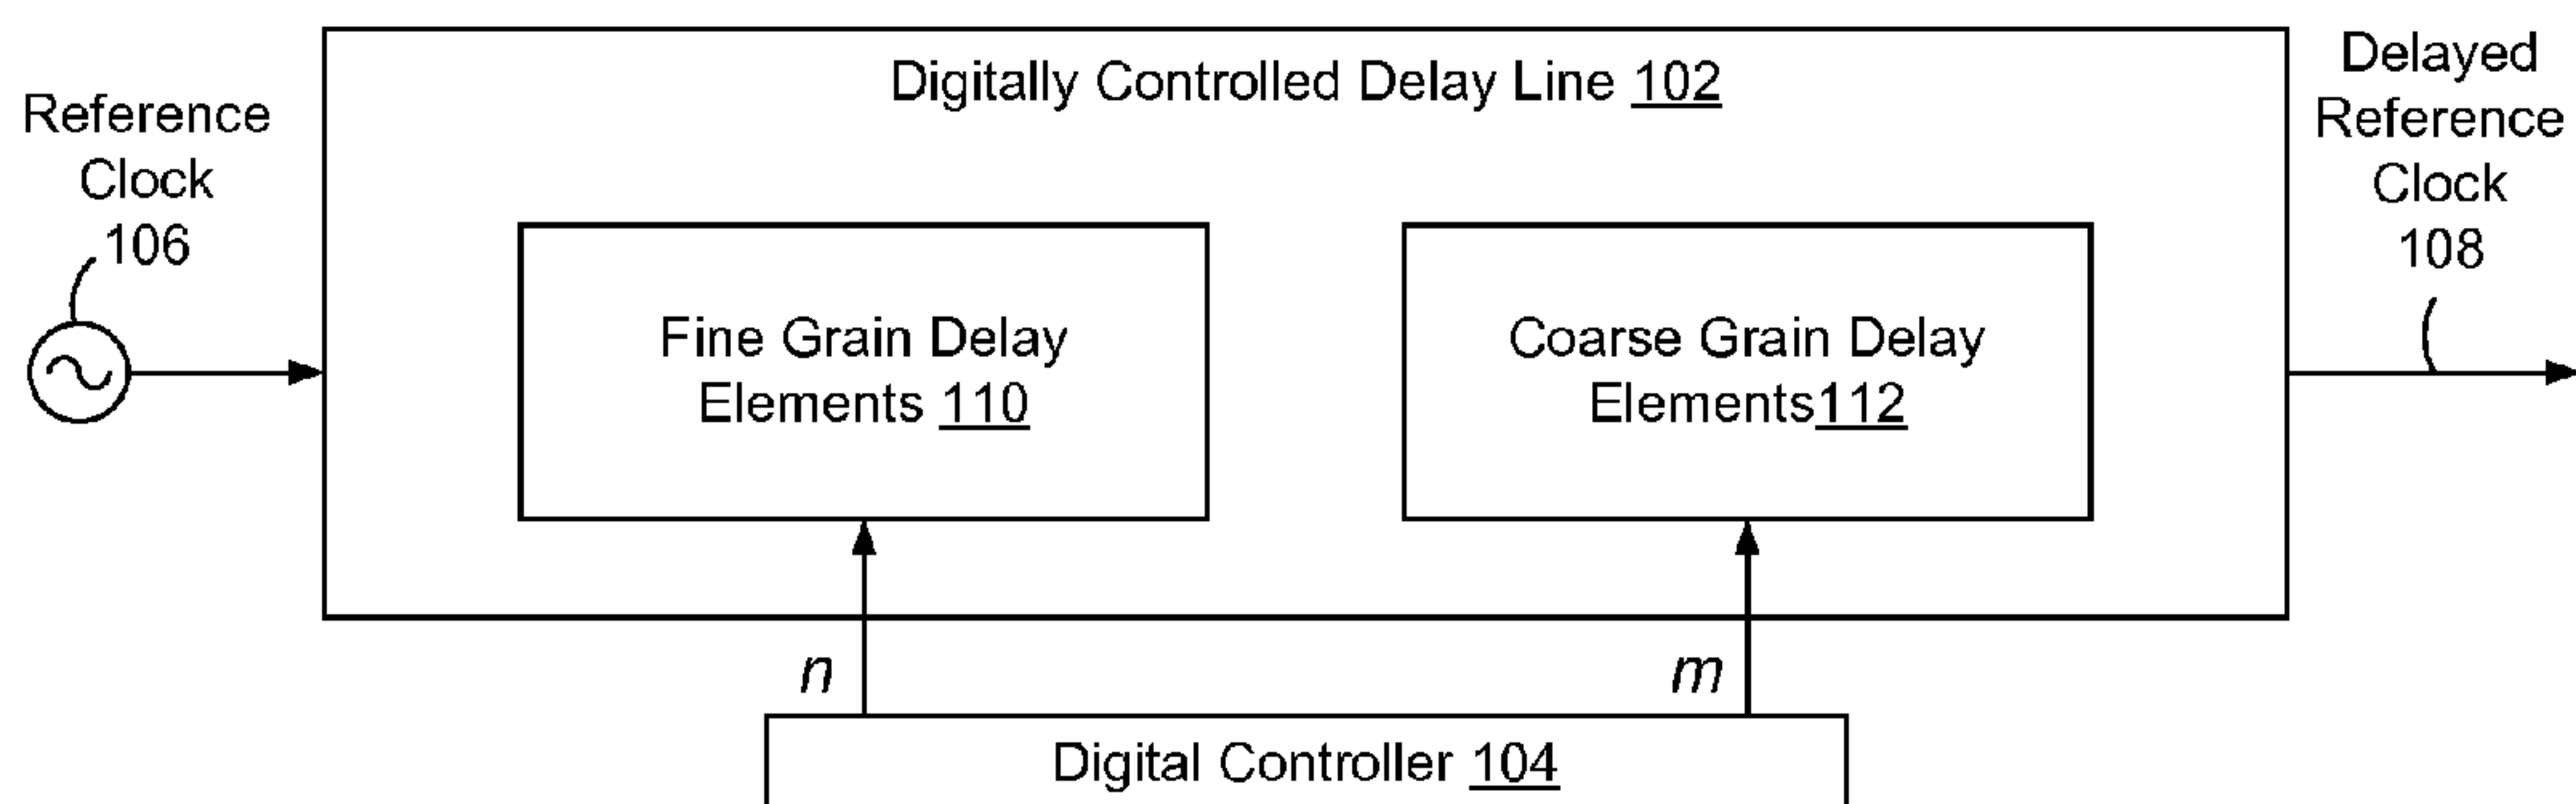 Digitally Controlled Delay Line 102
Reference
Clock
106
Delayed
Reference
Clock
108
Fine Grain Delay
Elements 110
Coarse Grain Delay
Elements112
n
m
Digital Controller 104